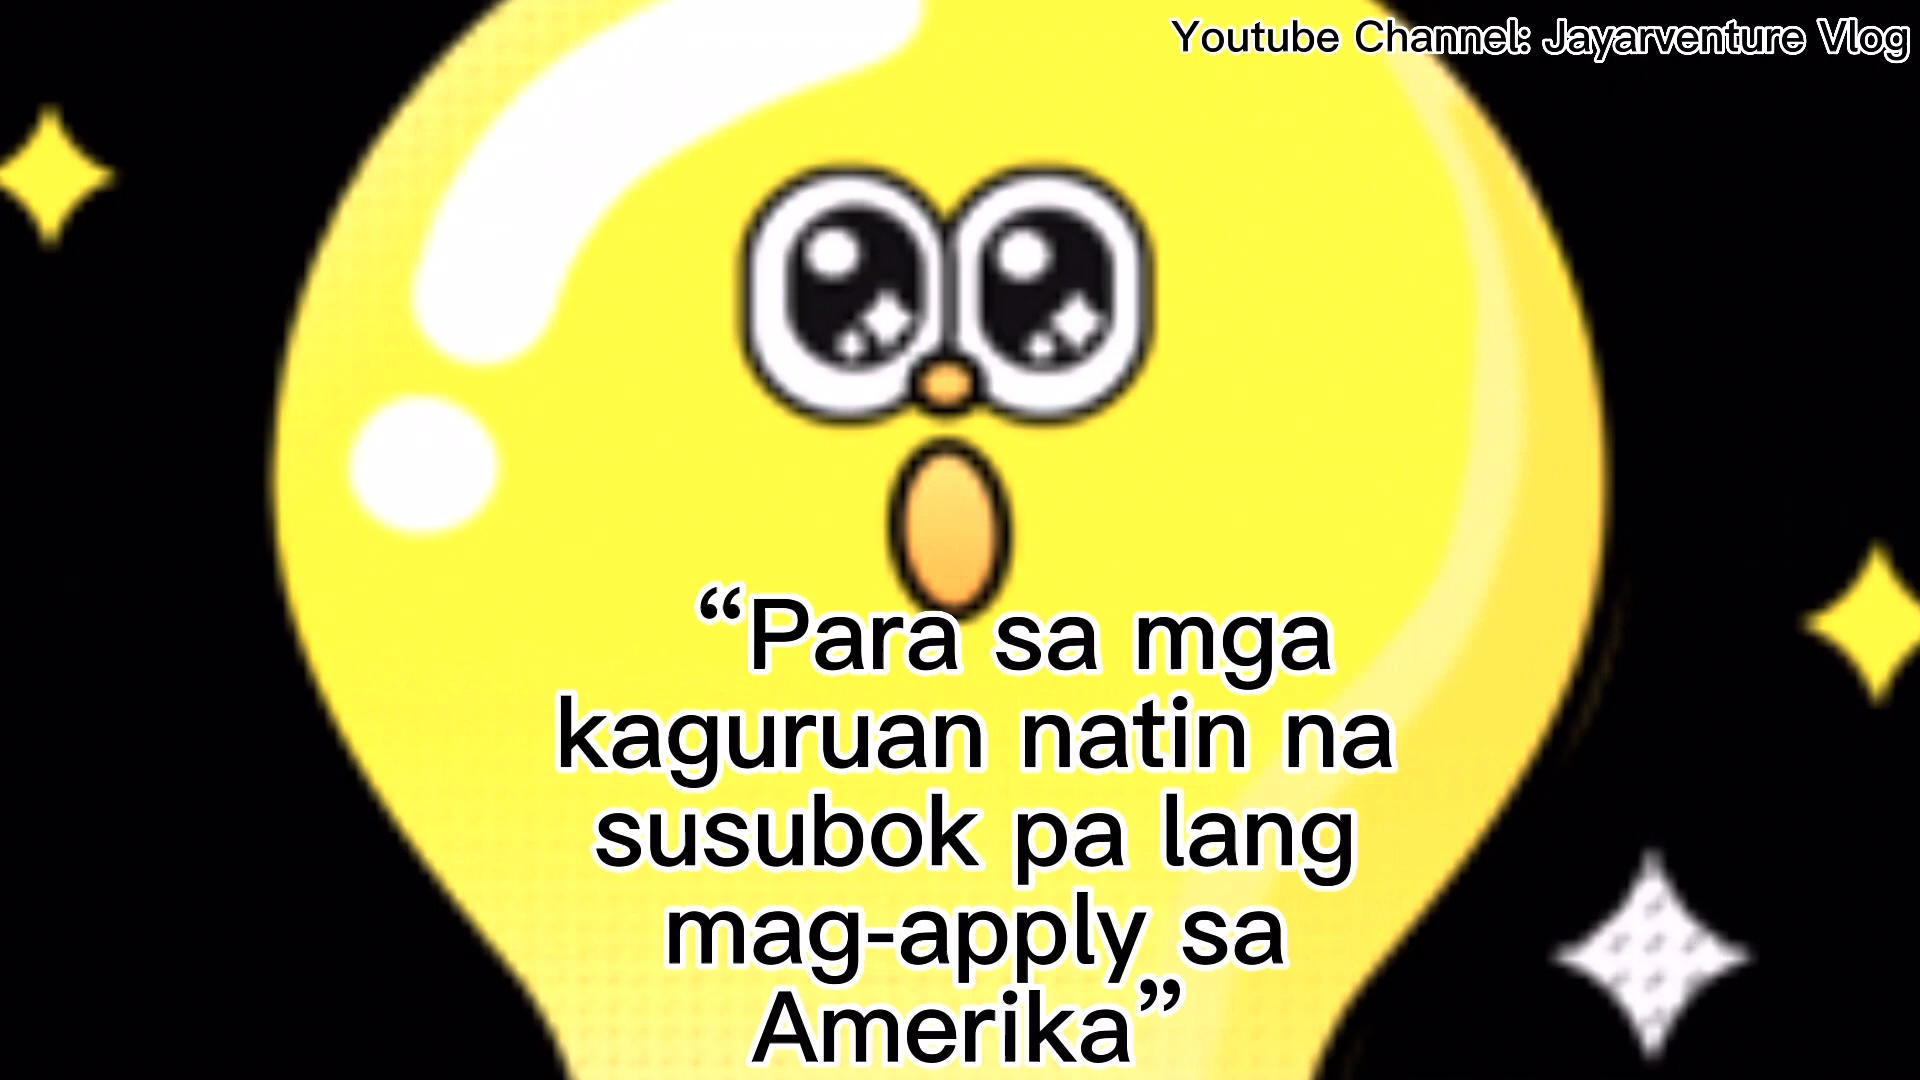 Youtube Channel: Jayarventure Vlog
“Para sa mga
kaguruan natin na
susubok pa lang
mag-apply sa
Amerika”